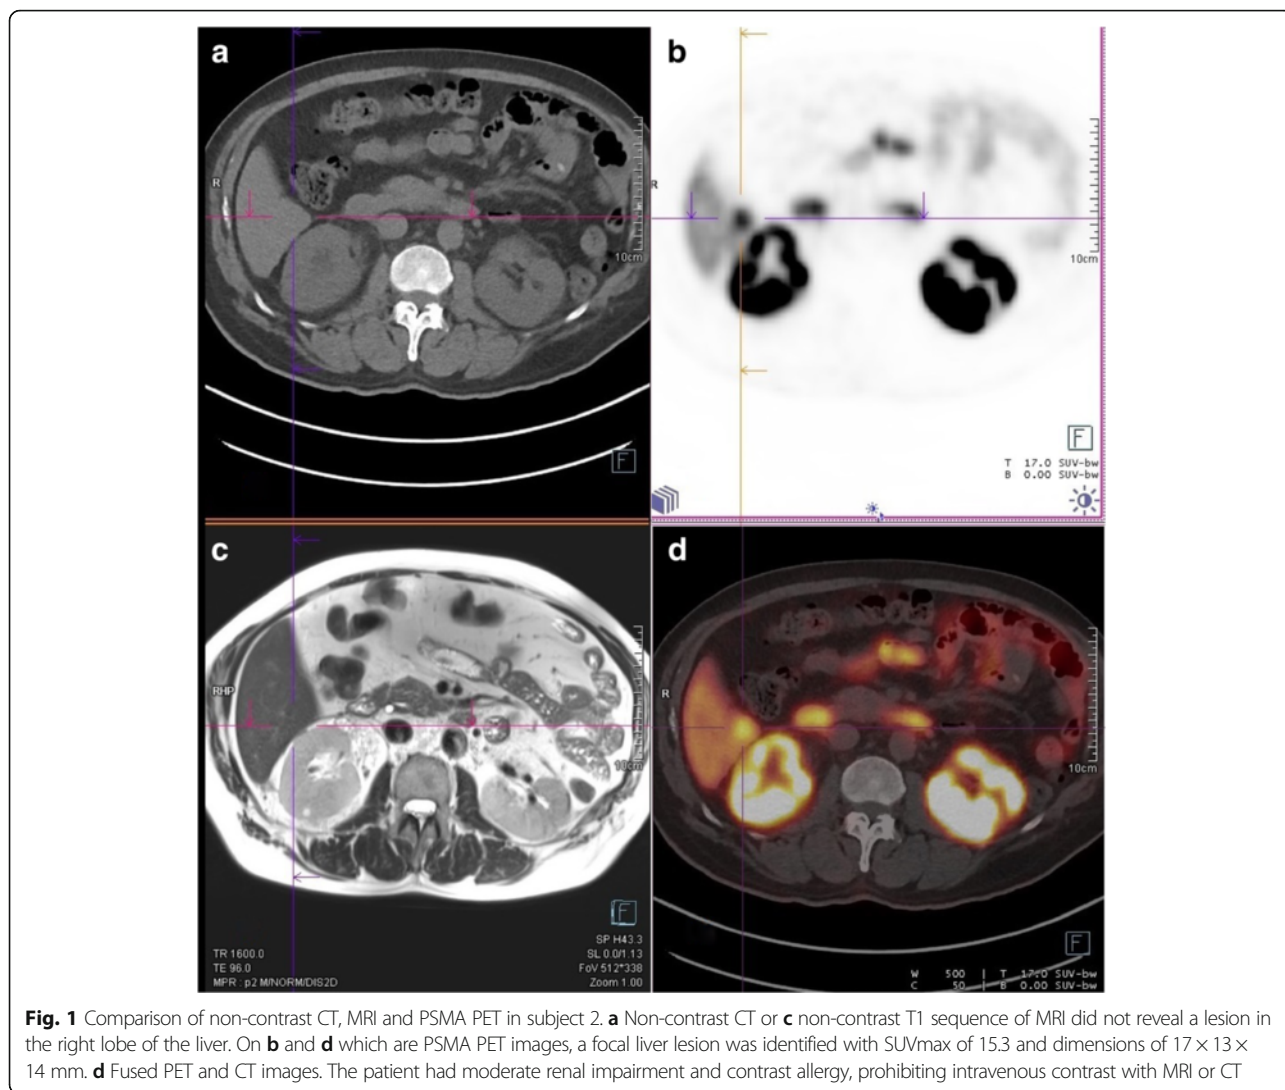 a
b
R
10cm
F
R
10cm
F
T 17.0 SUV-bw
B 0.00 SUV-bw
c
d
RHP
10cm
F
SP H43.3
TR 1600.0
SL 0.0/1.13
TE 96.0
FoV 512*338
MPR : p2 M/NORM/DIS2D
Zoom 1.00
R
10cm
F
W 500 | T 17.0 SUV-bw
C 50 | B 0.00 SUV-bw
Fig. 1 Comparison of non-contrast CT, MRI and PSMA PET in subject 2. a Non-contrast CT or c non-contrast T1 sequence of MRI did not reveal a lesion in
the right lobe of the liver. On b and d which are PSMA PET images, a focal liver lesion was identified with SUVmax of 15.3 and dimensions of 17 × 13 ×
14 mm. d Fused PET and CT images. The patient had moderate renal impairment and contrast allergy, prohibiting intravenous contrast with MRI or CT